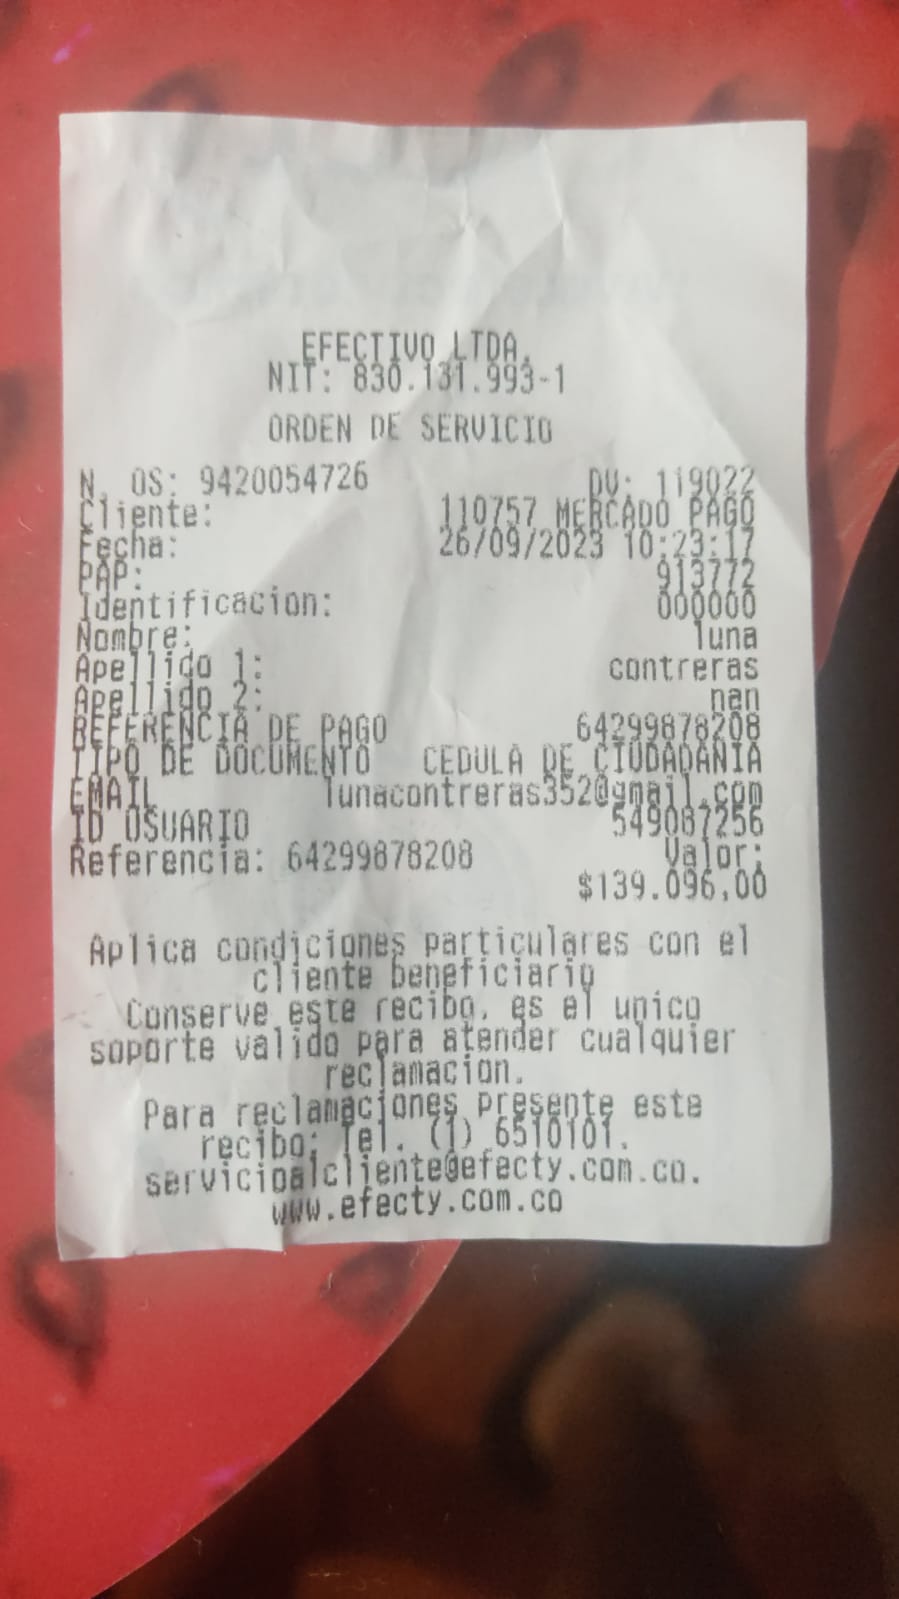 EFECTIVO LTDA.
NIT: 830.131.993-1
ORDEN DE SERVICIO
N. OS: 9420054726 DV: 119022
Cliente: 110757 MERCADO PAGO
Fecha: 26/09/2023 10:23:17
PAP: 913772
Identificacion: 000000
Nombre: luna
Apellido 1: contreras
Apellido 2: nan
REFERENCIA DE PAGO 64299878208
TIPO DE DOCUMENTO CEDULA DE CIUDADANIA
EMAIL lunacontreras352@gmail.com
ID USUARIO 549087256
Referencia: 64299878208 Valor:
$139.096,00
Aplica condiciones particulares con el
cliente beneficiario
Conserve este recibo, es el unico
soporte valido para atender cualquier
reclamacion.
Para reclamaciones presente este
recibo: Tel. (1) 6510101.
servicioalcliente@efecty.com.co.
www.efecty.com.co